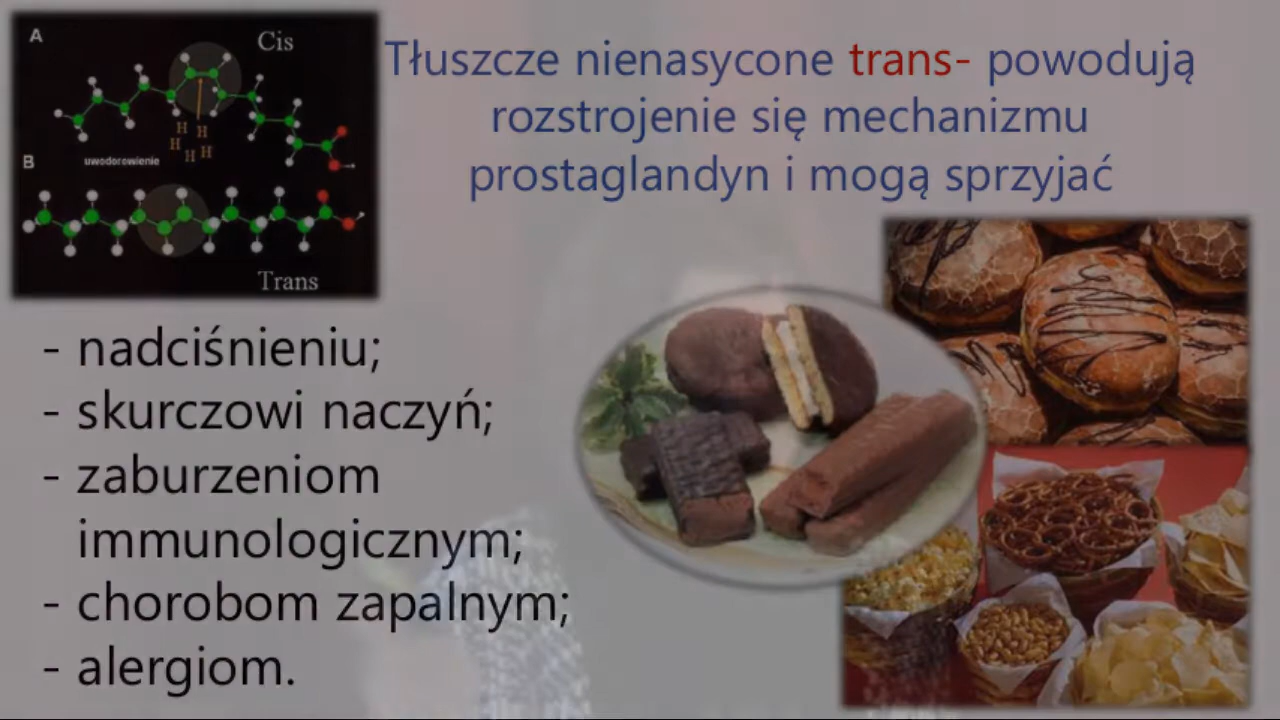 A
Cis
H H
H H H
uwodorowienie
B
Trans
Tłuszcze nienasycone trans- powodują
rozstrojenie się mechanizmu
prostaglandyn i mogą sprzyjać
- nadciśnieniu;
- skurczowi naczyń;
- zaburzeniom
immunologicznym;
- chorobom zapalnym;
- alergiom.